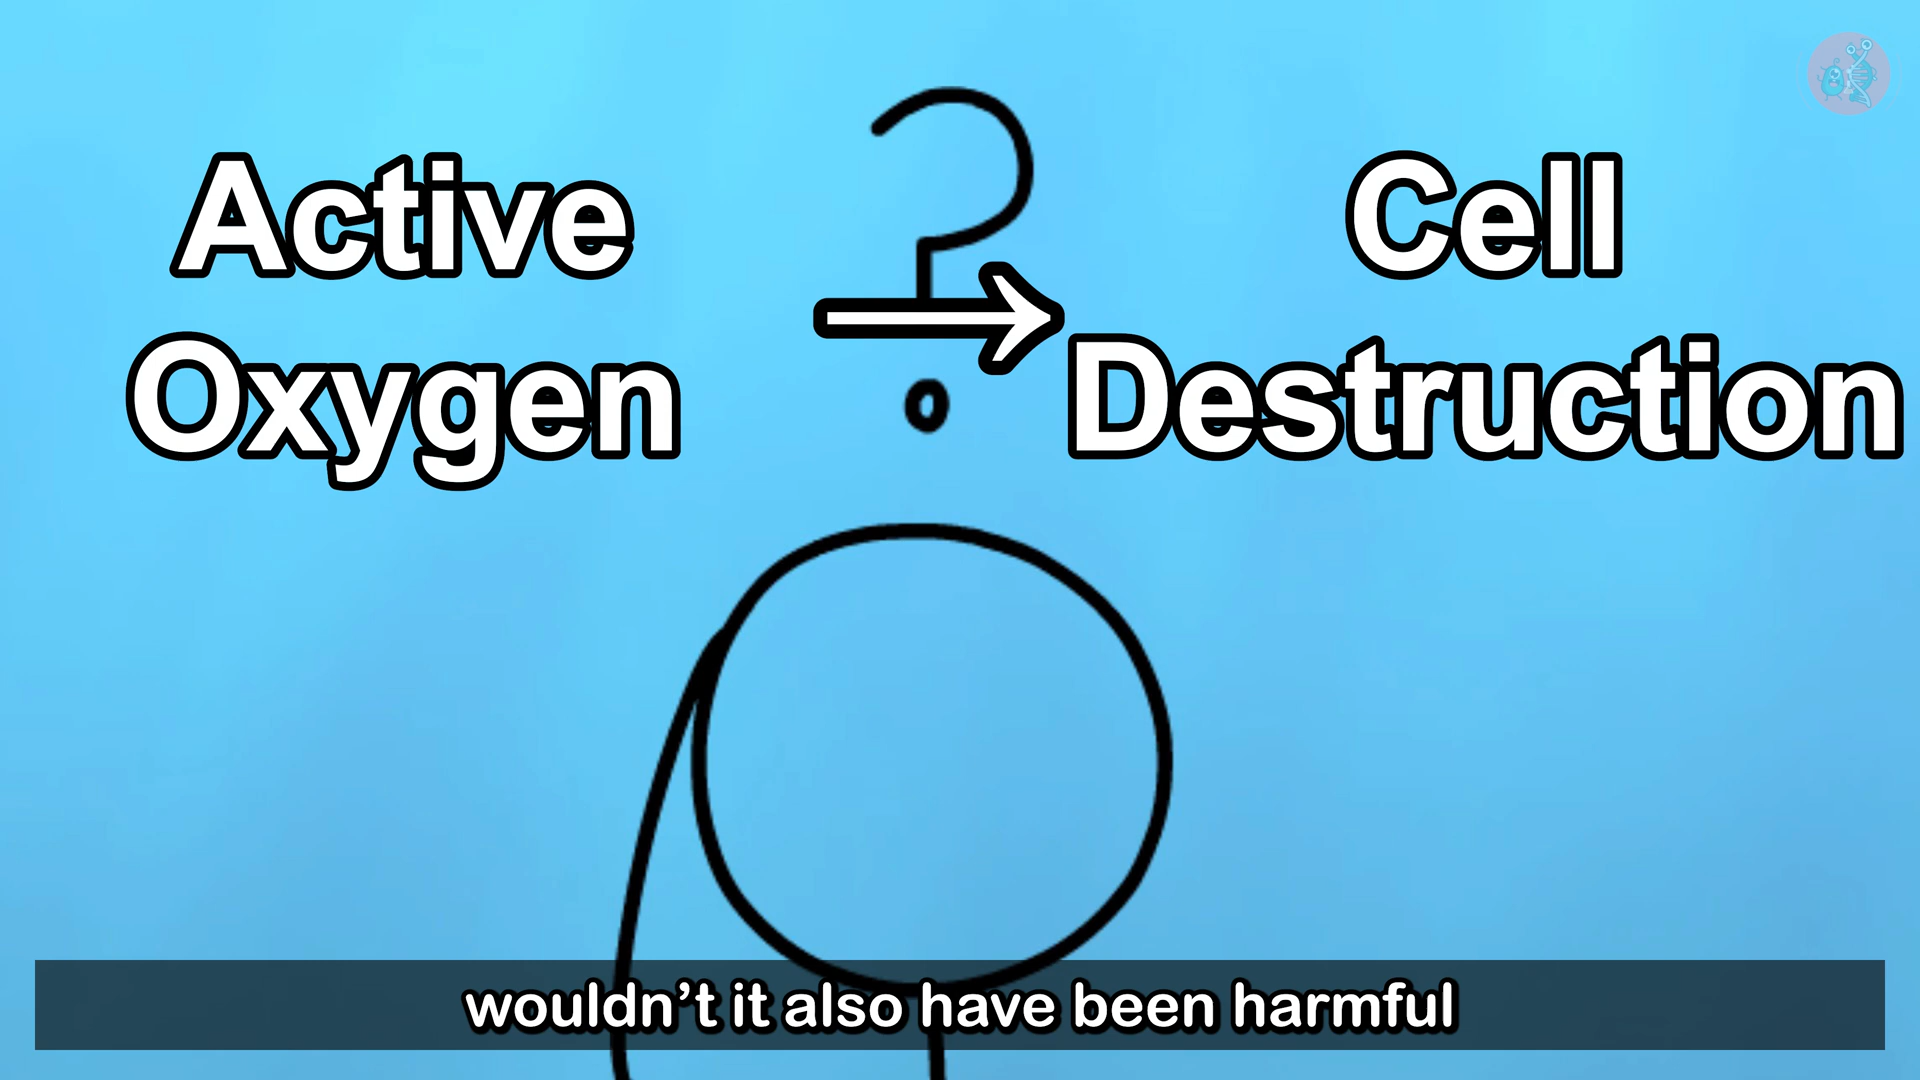 Active
Oxygen
?
Cell
Destruction
wouldn’t it also have been harmful